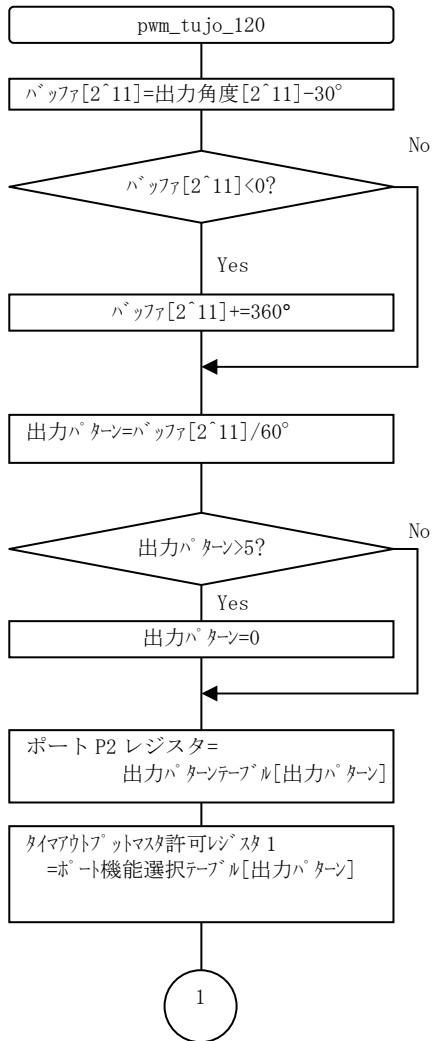 pwm_tujo_120
ﾊﾞｯﾌｧ[2^11]=出力角度[2^11]-30°
No
ﾊﾞｯﾌｧ[2^11]<0?
Yes
ﾊﾞｯﾌｧ[2^11]+=360°
出力ﾊﾟﾀｰﾝ=ﾊﾞｯﾌｧ[2^11]/60°
No
出力ﾊﾟﾀｰﾝ>5?
Yes
出力ﾊﾟﾀｰﾝ=0
ポート P2 レジスタ=
出力ﾊﾟﾀｰﾝﾃｰﾌﾞﾙ[出力ﾊﾟﾀｰﾝ]
ﾀｲﾏｱｳﾄﾌﾟｯﾄﾏｽﾀ許可ﾚｼﾞｽﾀ 1
=ﾎﾟｰﾄ機能選択ﾃｰﾌﾞﾙ[出力ﾊﾟﾀｰﾝ]
1